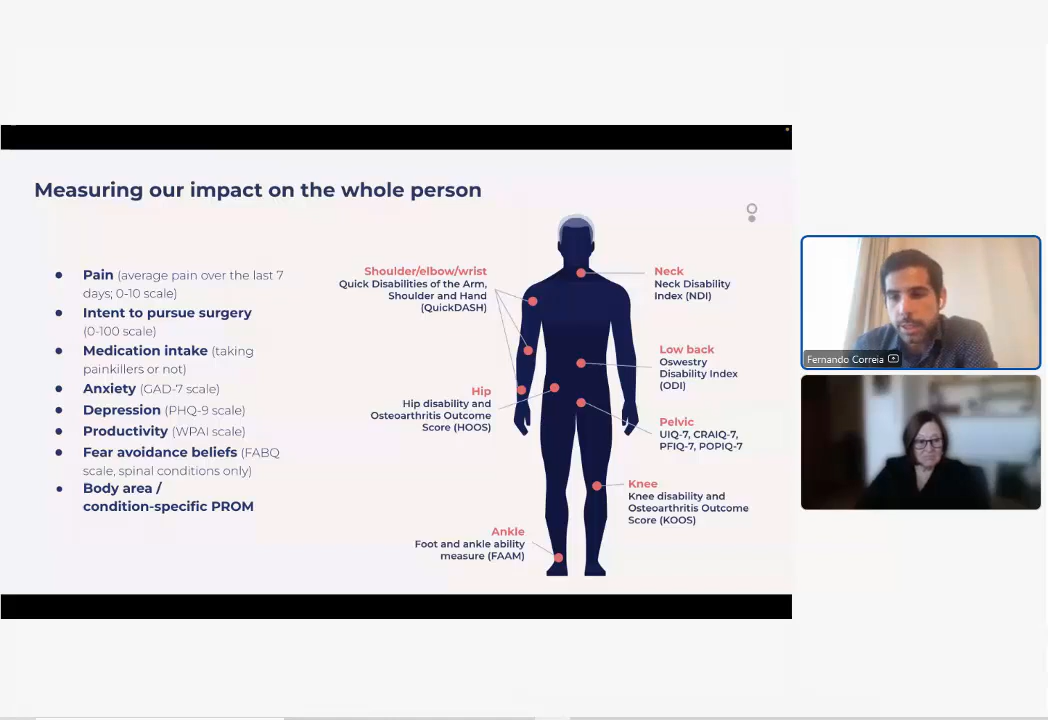 Measuring our impact on the whole person
● Pain (average pain over the last 7
days; 0-10 scale)
● Intent to pursue surgery
(0-100 scale)
● Medication intake (taking
painkillers or not)
● Anxiety (GAD-7 scale)
● Depression (PHQ-9 scale)
● Productivity (WPAI scale)
● Fear avoidance beliefs (FABQ
scale, spinal conditions only)
● Body area /
condition-specific PROM
Shoulder/elbow/wrist
Quick Disabilities of the Arm,
Shoulder and Hand
(QuickDASH)
Hip
Hip disability and
Osteoarthritis Outcome
Score (HOOS)
Ankle
Foot and ankle ability
measure (FAAM)
Neck
Neck Disability
Index (NDI)
Low back
Oswestry
Disability Index
(ODI)
Pelvic
UIQ-7, CRAIQ-7,
PFIQ-7, POPIQ-7
Knee
Knee disability and
Osteoarthritis Outcome
Score (KOOS)
Fernando Correia